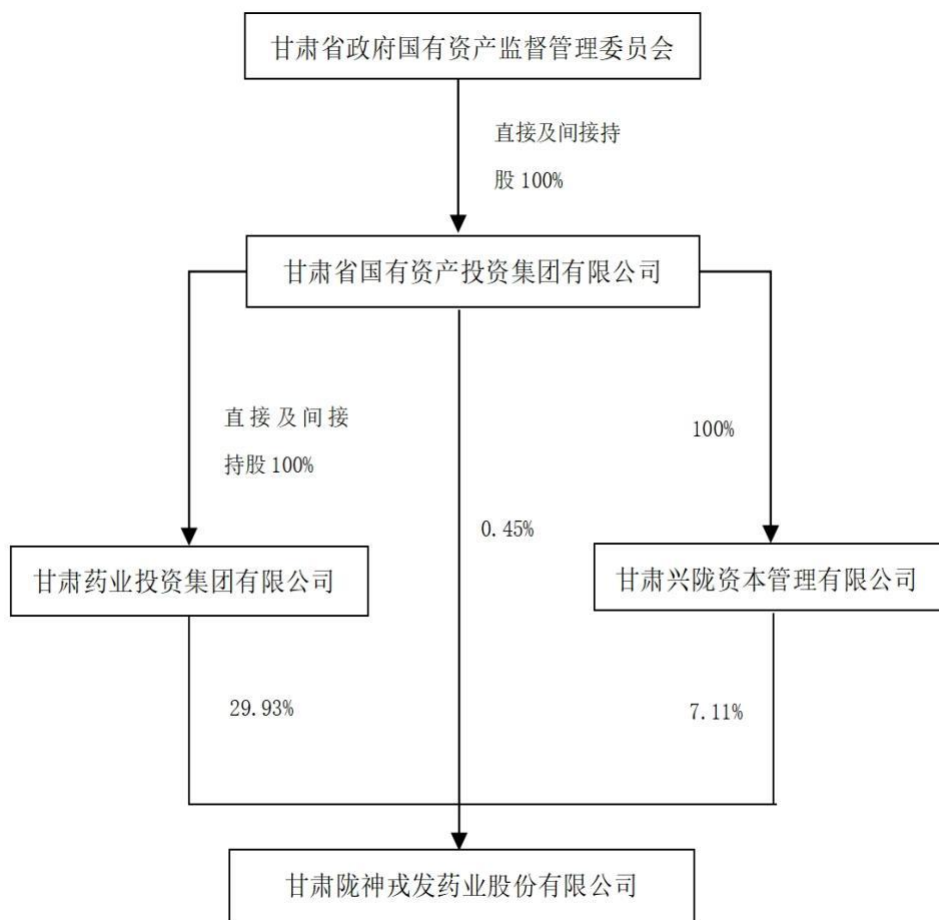 甘肃省政府国有资产监督管理委员会
直接及间接持
股 100%
甘肃省国有资产投资集团有限公司
直接及间接
持股 100%
100%
0.45%
甘肃药业投资集团有限公司
甘肃兴陇资本管理有限公司
29.93%
7.11%
甘肃陇神戎发药业股份有限公司